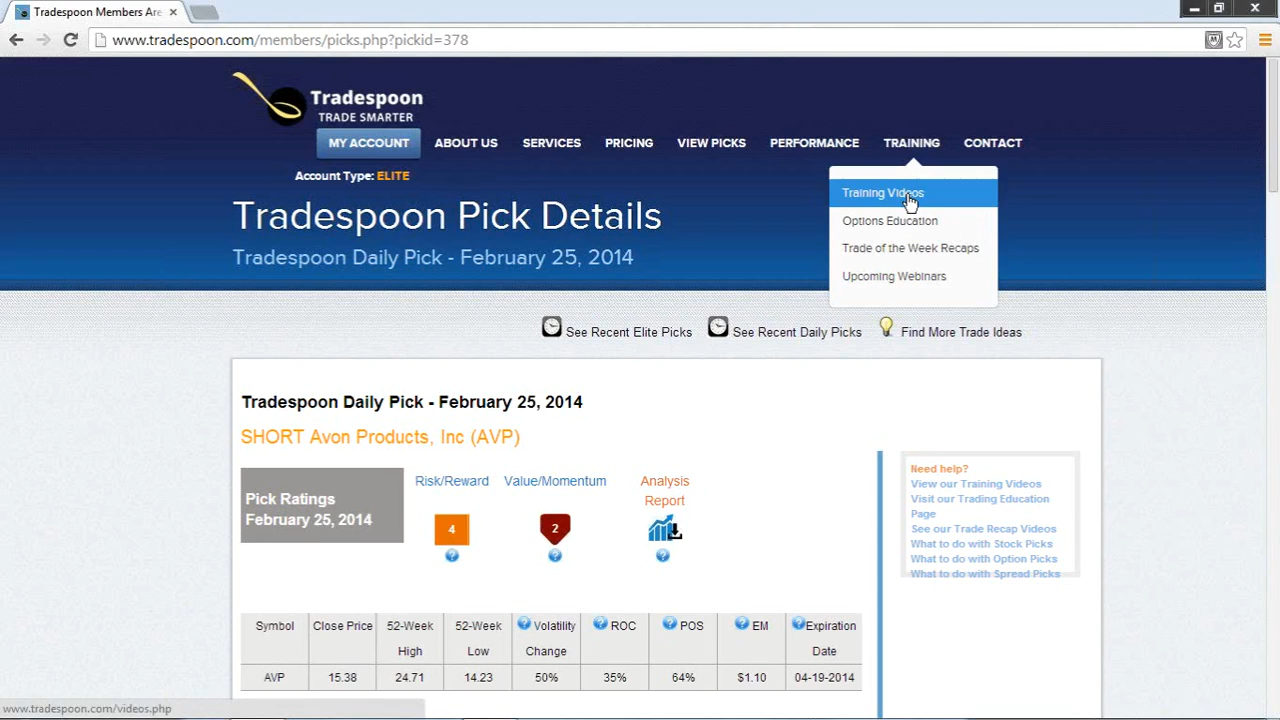 Tradespoon Members Are
www.tradespoon.com/members/picks.php?pickid=378
Tradespoon
TRADE SMARTER
MY ACCOUNT ABOUT US SERVICES PRICING VIEW PICKS PERFORMANCE TRAINING CONTACT
Account Type: ELITE
Training Videos
Options Education
Trade of the Week Recaps
Upcoming Webinars
Tradespoon Pick Details
Tradespoon Daily Pick - February 25, 2014
See Recent Elite Picks See Recent Daily Picks Find More Trade Ideas
Tradespoon Daily Pick - February 25, 2014
SHORT Avon Products, Inc (AVP)
Pick Ratings
February 25, 2014
Risk/Reward Value/Momentum Analysis
Report
4 2
? ? ?
Need help?
View our Training Videos
Visit our Trading Education
Page
See our Trade Recap Videos
What to do with Stock Picks
What to do with Option Picks
What to do with Spread Picks
Symbol Close Price 52-Week High 52-Week Low ? Volatility Change ? ROC ? POS ? EM ? Expiration Date
AVP 15.38 24.71 14.23 50% 35% 64% $1.10 04-19-2014
www.tradespoon.com/videos.php